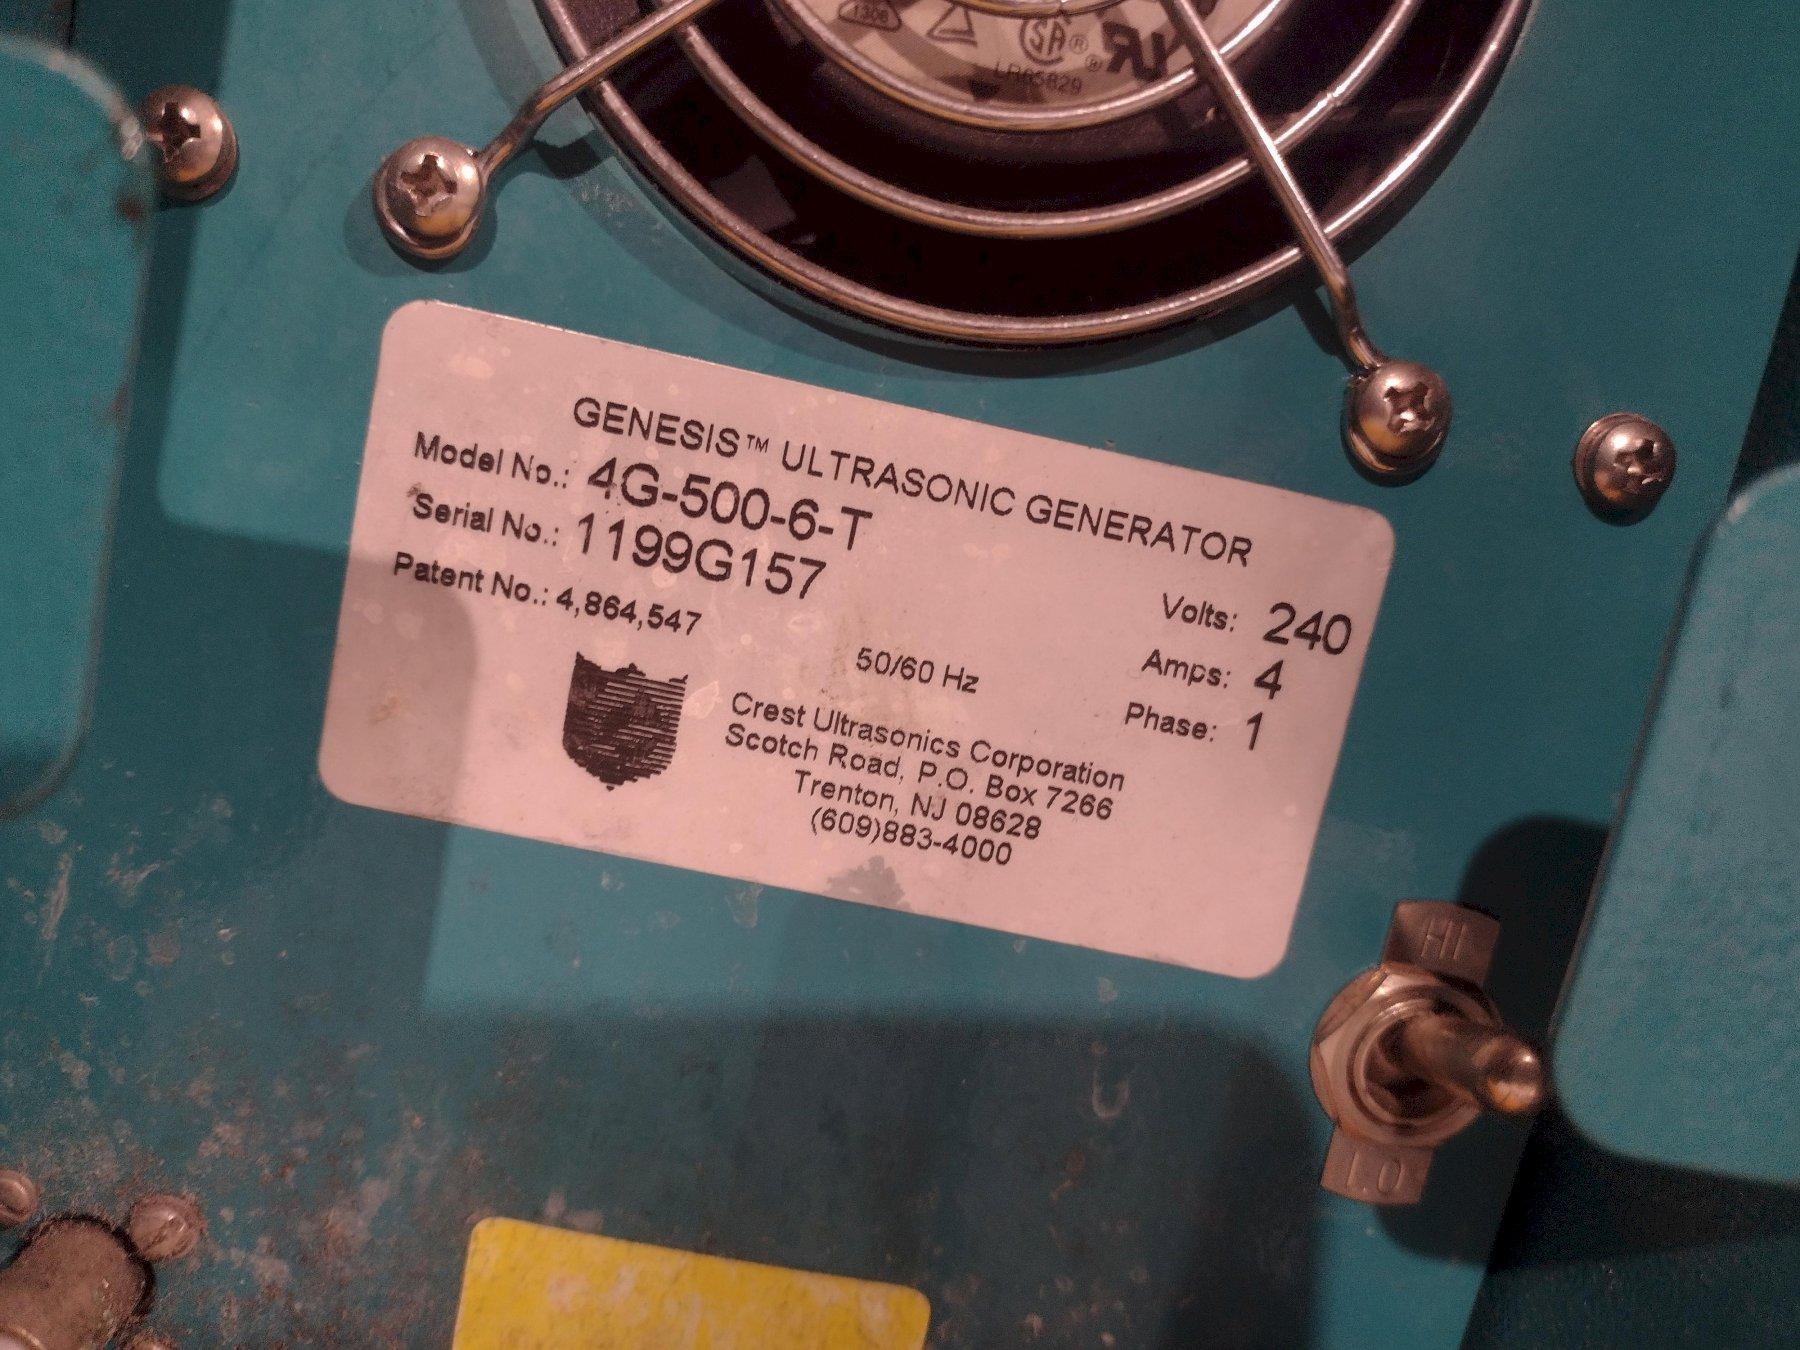 GENESIS™ ULTRASONIC GENERATOR
Model No.: 4G-500-6-T
Serial No.: 1199G157
Patent No.: 4,864,547
Volts: 240
Amps: 4
Phase: 1
50/60 Hz
Crest Ultrasonics Corporation
Scotch Road, P.O. Box 7266
Trenton, NJ 08628
(609)883-4000
HI
LO